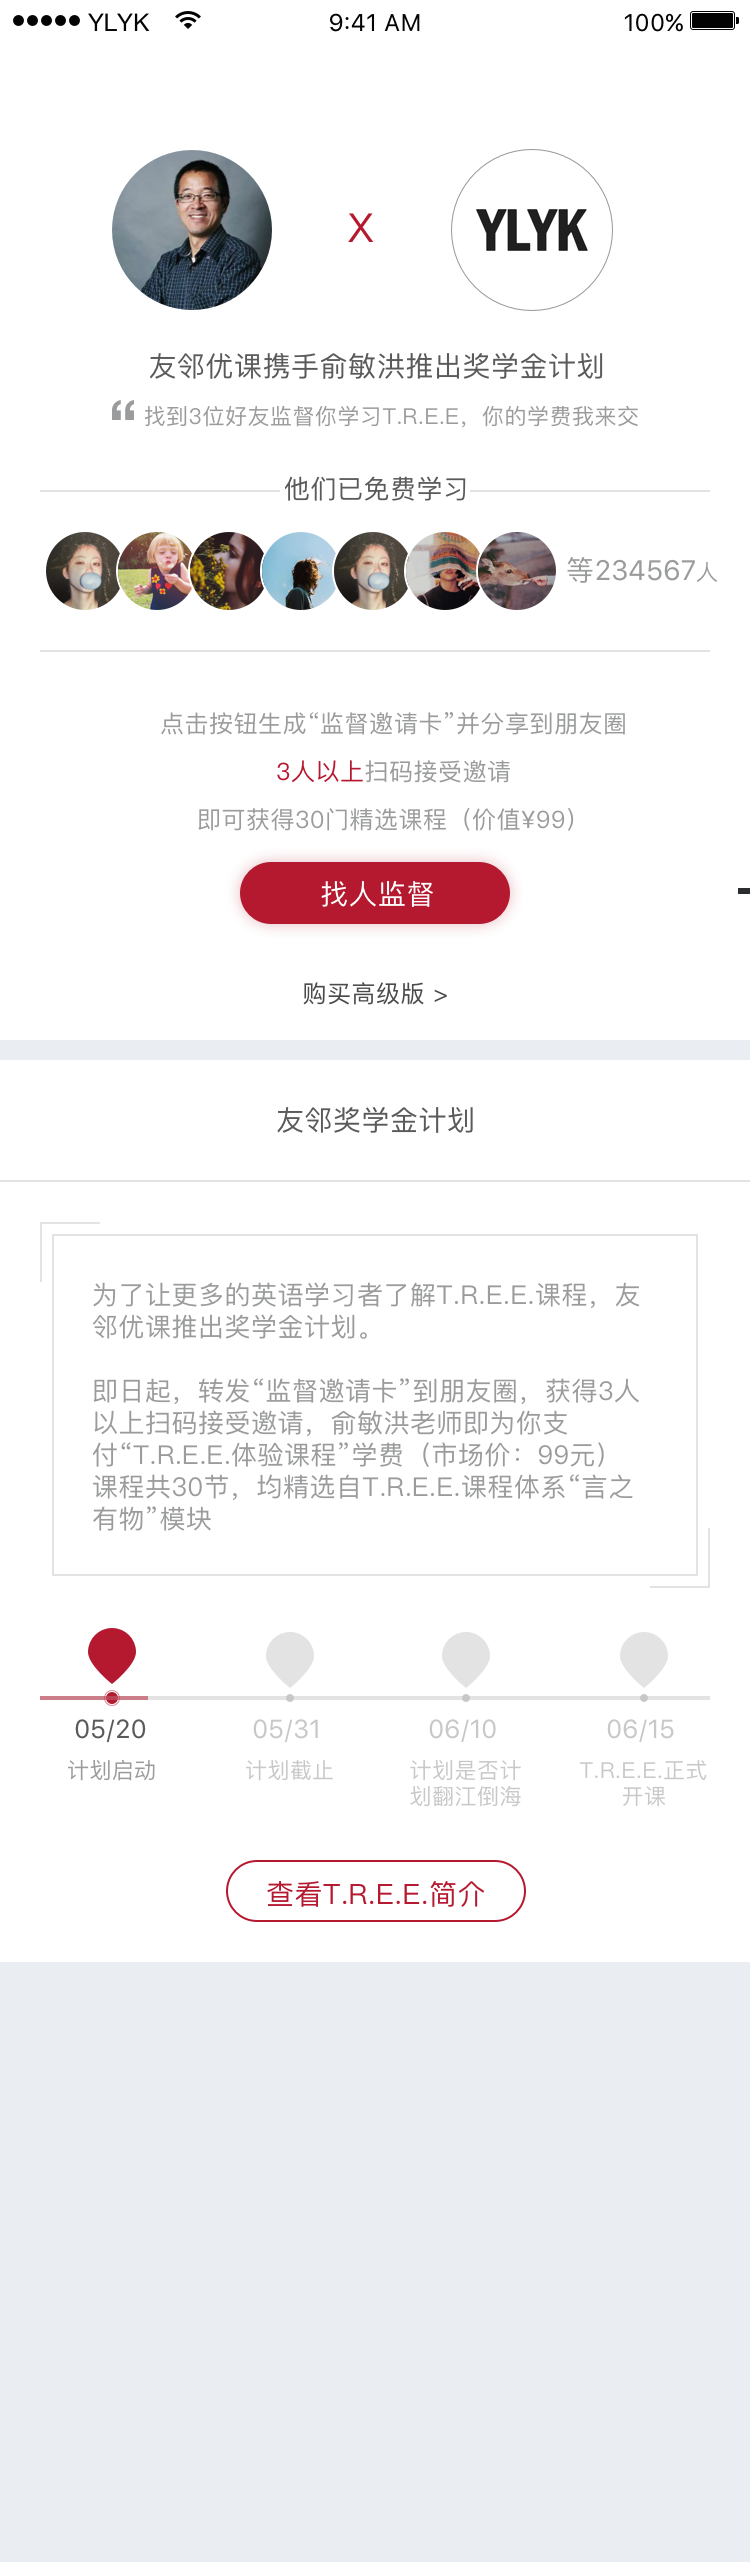 YLYK 9:41 AM 100%
X YLYK
友邻优课携手俞敏洪推出奖学金计划
“ 找到3位好友监督你学习T.R.E.E，你的学费我来交
他们已免费学习
等234567人
点击按钮生成“监督邀请卡”并分享到朋友圈
3人以上扫码接受邀请
即可获得30门精选课程（价值¥99）
找人监督
购买高级版 >
友邻奖学金计划
为了让更多的英语学习者了解T.R.E.E.课程，友
邻优课推出奖学金计划。
即日起，转发“监督邀请卡”到朋友圈，获得3人
以上扫码接受邀请，俞敏洪老师即为你支
付“T.R.E.E.体验课程”学费（市场价：99元）
课程共30节，均精选自T.R.E.E.课程体系“言之
有物”模块
05/20 05/31 06/10 06/15
计划启动 计划截止 计划是否计 T.R.E.E.正式
划翻江倒海 开课
查看T.R.E.E.简介